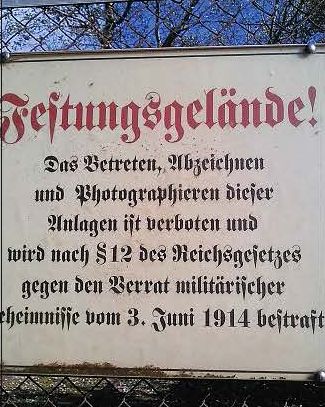 Festungsgelände!
Das Betreten, Abzeichnen
und Photographieren dieser
Anlagen ist verboten und
wird nach § 12 des Reichsgesetzes
gegen den Verrat militärischer
eheimnisse vom 3. Juni 1914 bestraft